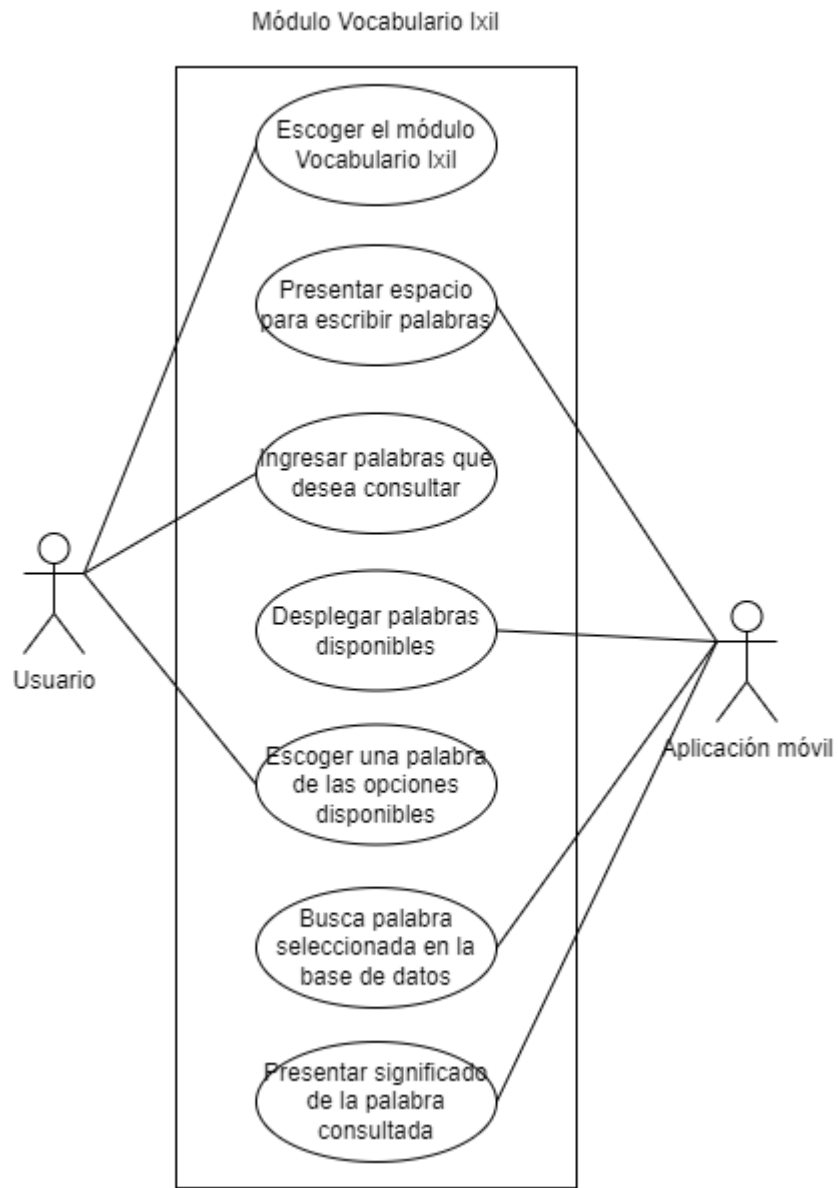 Módulo Vocabulario Ixil
Escoger el módulo
Vocabulario Ixil
Presentar espacio
para escribir palabras
Ingresar palabras que
desea consultar
Desplegar palabras
disponibles
Usuario
Aplicación móvil
Escoger una palabra
de las opciones
disponibles
Busca palabra
seleccionada en la
base de datos
Presentar significado
de la palabra
consultada